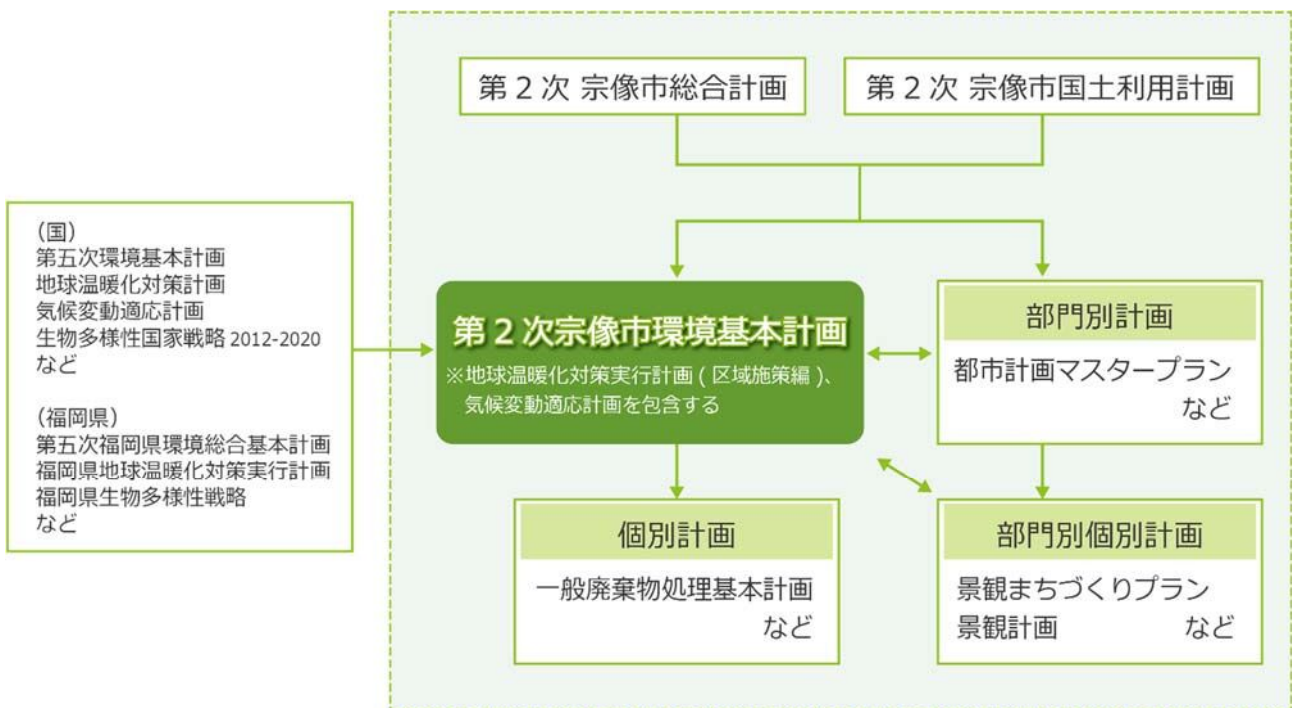 第2次 宗像市総合計画
第2次 宗像市国土利用計画
（国）
第五次環境基本計画
地球温暖化対策計画
気候変動適応計画
生物多様性国家戦略 2012-2020
など
（福岡県）
第五次福岡県環境総合基本計画
福岡県地球温暖化対策実行計画
福岡県生物多様性戦略
など
第2次宗像市環境基本計画
※地球温暖化対策実行計画(区域施策編)、
気候変動適応計画を包含する
部門別計画
都市計画マスタープラン
など
個別計画
一般廃棄物処理基本計画
など
部門別個別計画
景観まちづくりプラン
景観計画 など